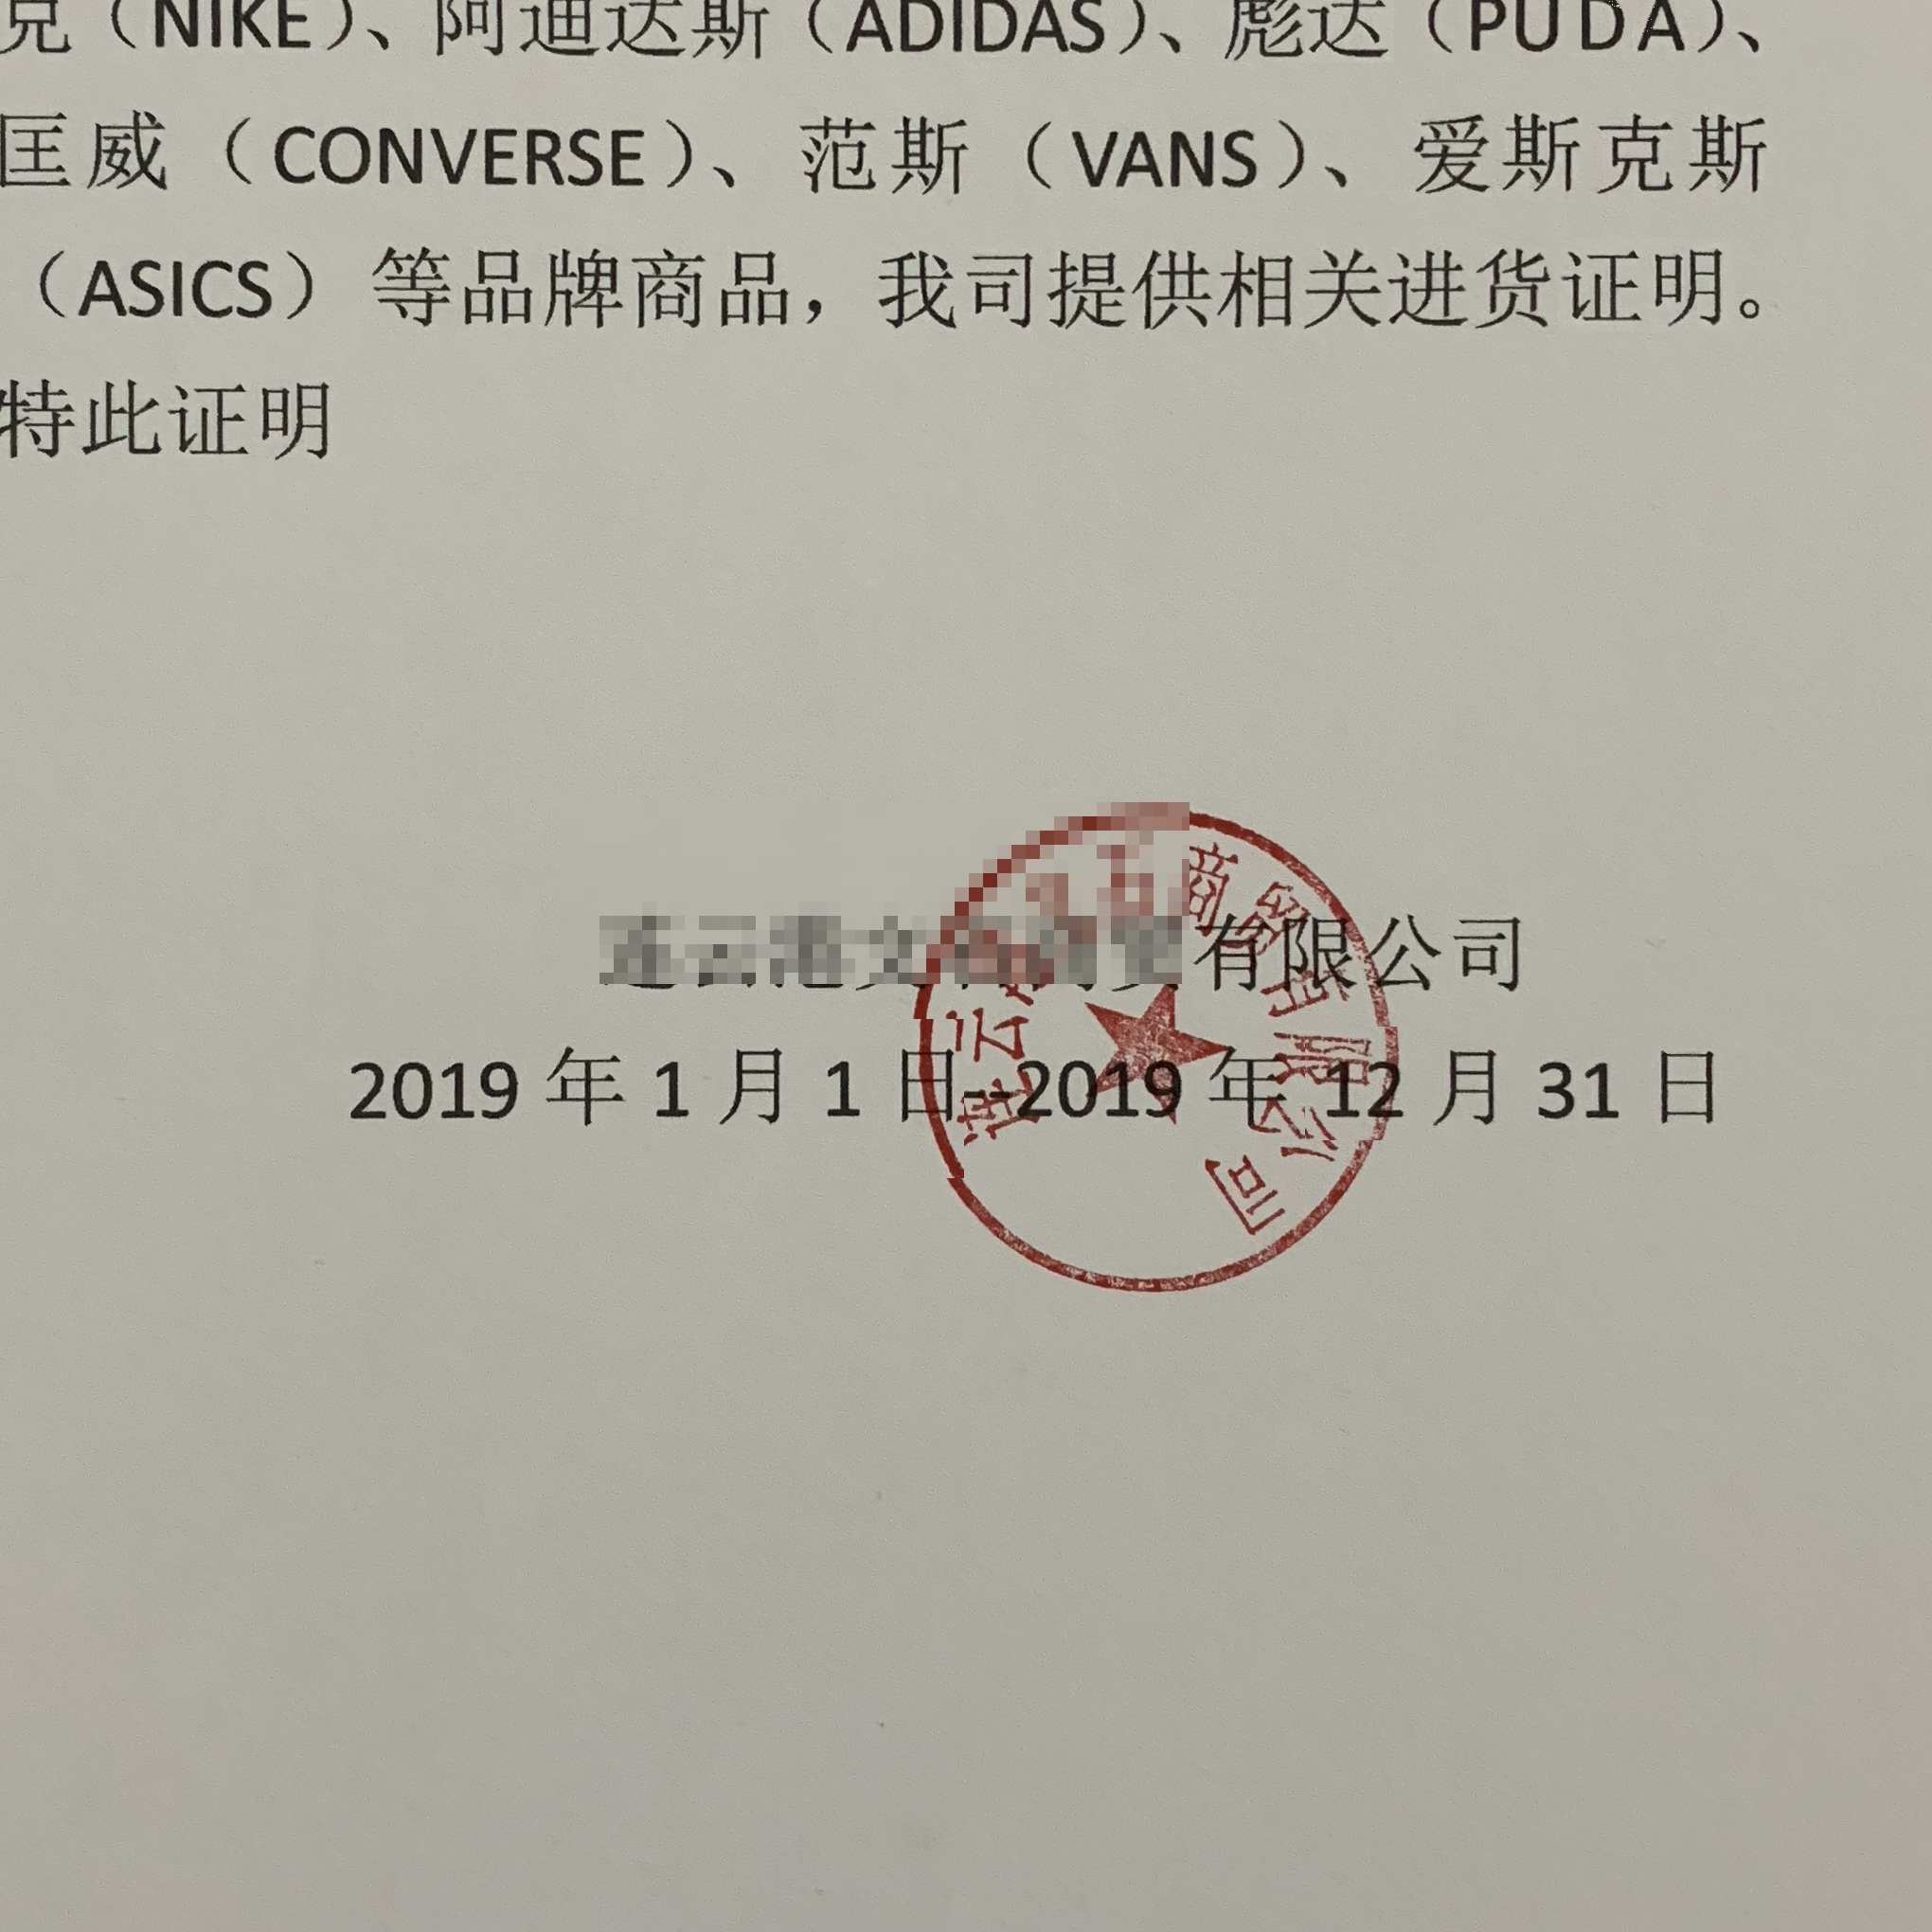 克（NIKE）、阿迪达斯（ADIDAS）、彪达（PUDA）、
匡威（CONVERSE）、范斯（VANS）、爱斯克斯
（ASICS）等品牌商品，我司提供相关进货证明。
特此证明
有限公司
2019 年 1 月 1 日--2019 年 12 月 31 日
商贸有限公司